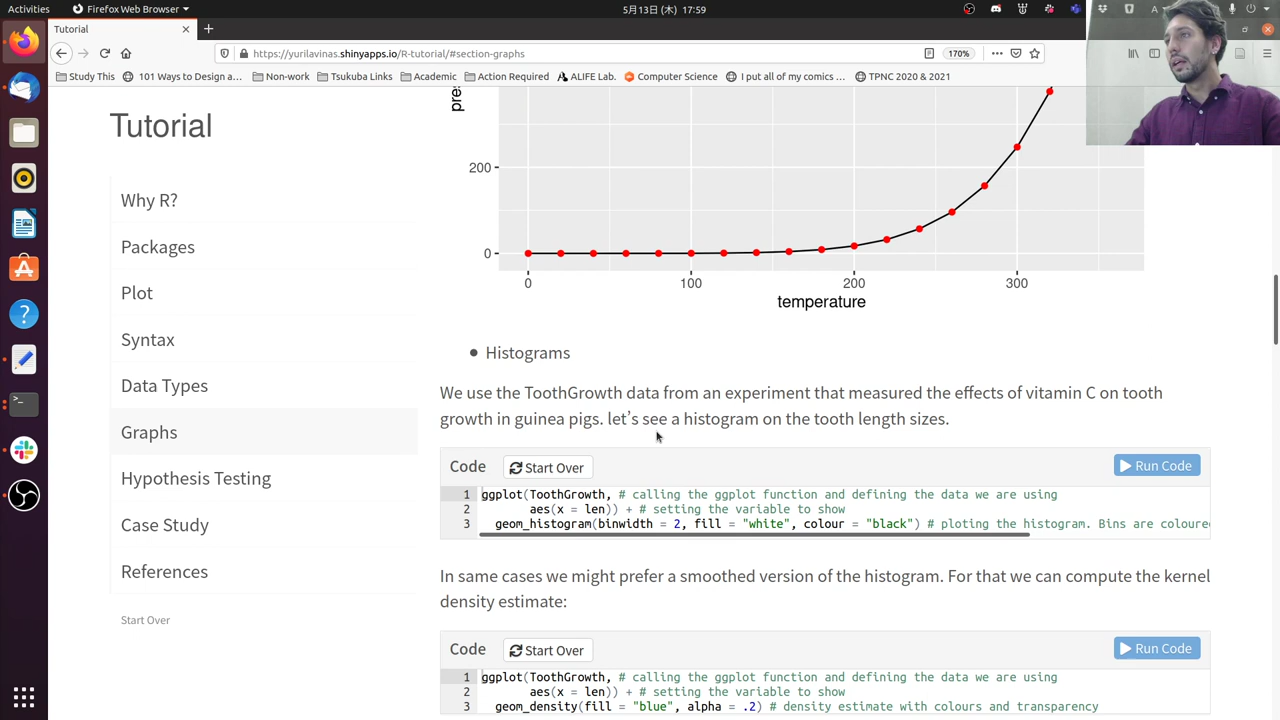 Activities
Firefox Web Browser
5月13日 (木) 17:59
Tutorial
https://yurilavinas.shinyapps.io/R-tutorial/#section-graphs
170%
Study This
101 Ways to Design a…
Non-work
Tsukuba Links
Academic
Action Required
ALIFE Lab.
Computer Science
I put all of my comics …
TPNC 2020 & 2021
Tutorial
Why R?
Packages
Plot
Syntax
Data Types
Graphs
Hypothesis Testing
Case Study
References
Start Over
pres
200
0
0
100
200
300
temperature
Histograms
We use the ToothGrowth data from an experiment that measured the effects of vitamin C on tooth
growth in guinea pigs. let’s see a histogram on the tooth length sizes.
Code
Start Over
Run Code
1 ggplot(ToothGrowth, # calling the ggplot function and defining the data we are using
2 aes(x = len)) + # setting the variable to show
3 geom_histogram(binwidth = 2, fill = "white", colour = "black") # ploting the histogram. Bins are coloure
In same cases we might prefer a smoothed version of the histogram. For that we can compute the kernel
density estimate:
Code
Start Over
Run Code
1 ggplot(ToothGrowth, # calling the ggplot function and defining the data we are using
2 aes(x = len)) + # setting the variable to show
3 geom_density(fill = "blue", alpha = .2) # density estimate with colours and transparency